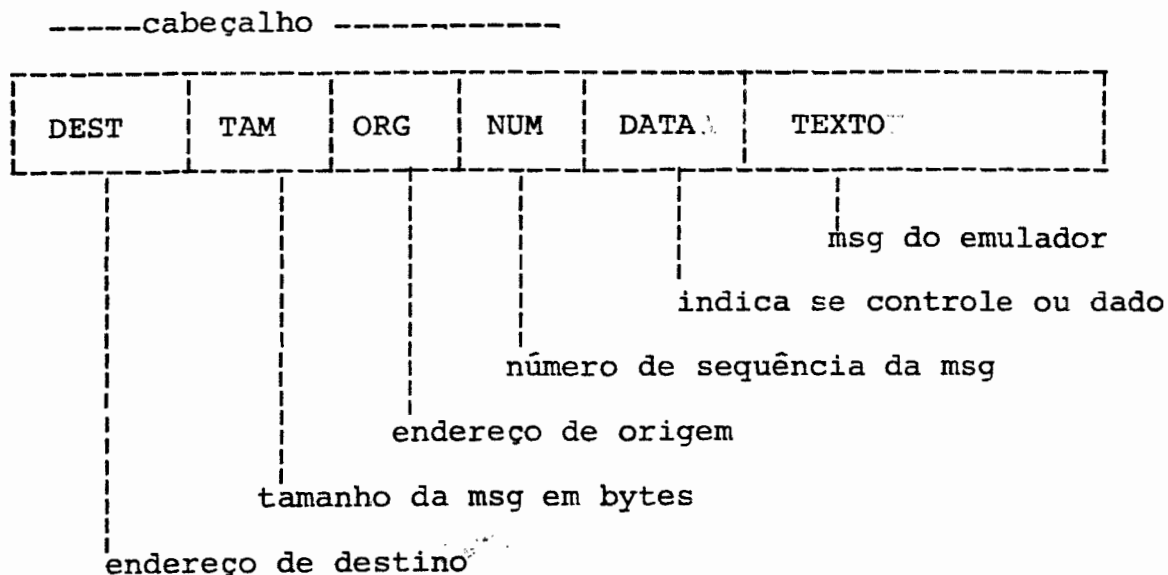 -----cabeçalho -----------
DEST TAM ORG NUM DATA TEXTO
msg do emulador
indica se controle ou dado
número de sequência da msg
endereço de origem
tamanho da msg em bytes
endereço de destino